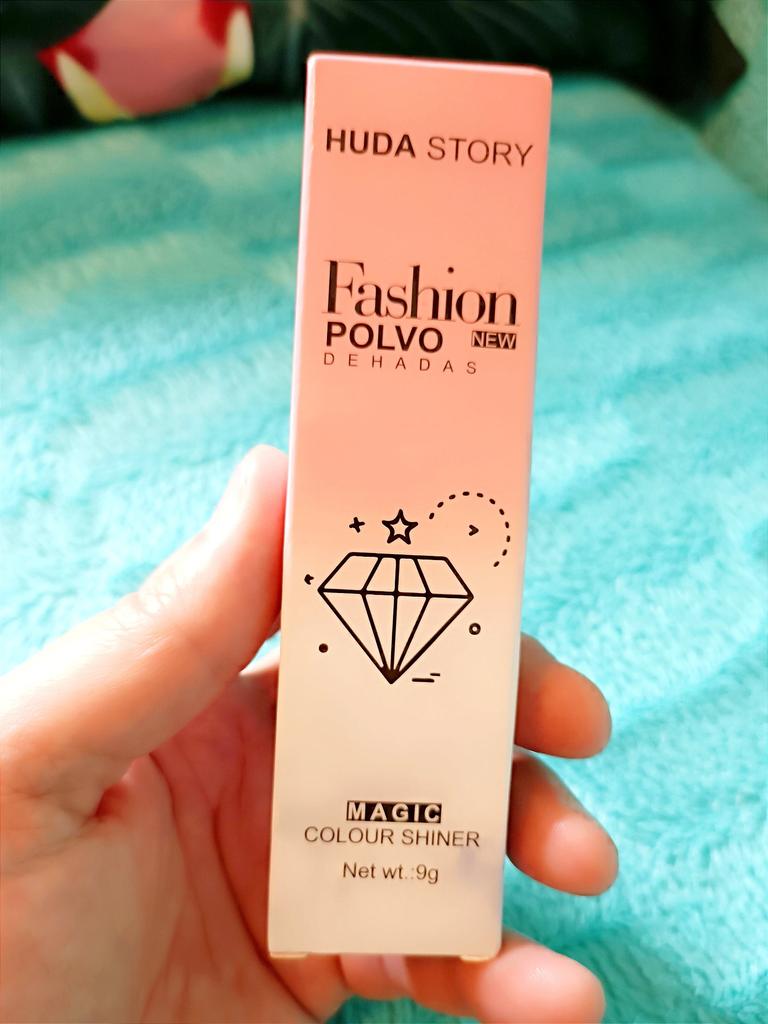 HUDA STORY
Fashion
POLVO NEW
DEHADAS
MAGIC
COLOUR SHINER
Net wt.:9g